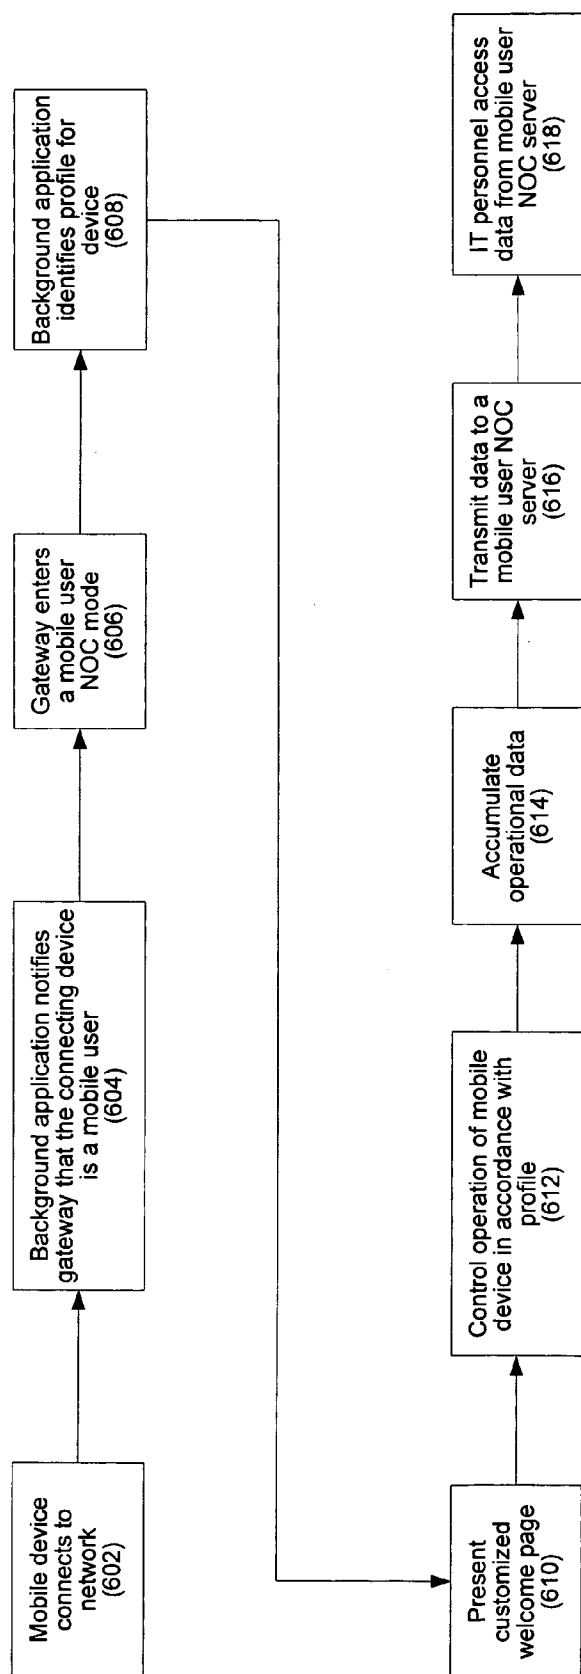 Mobile device
connects to
network
(602)
Background application notifies
gateway that the connecting device
is a mobile user
(604)
Gateway enters
a mobile user
NOC mode
(606)
Background application
identifies profile for
device
(608)
Present
customized
welcome page
(610)
Control operation of mobile
device in accordance with
profile
(612)
Accumulate
operational data
(614)
Transmit data to a
mobile user NOC
server
(616)
IT personnel access
data from mobile user
NOC server
(618)